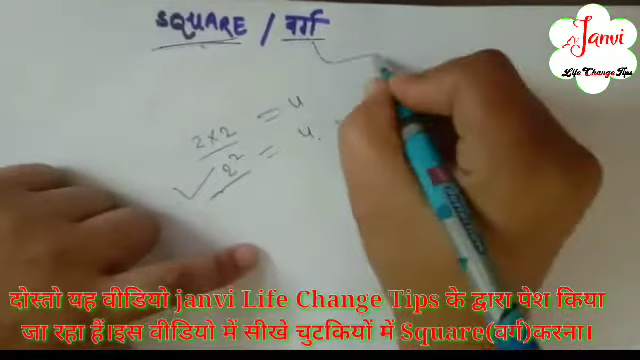 SQUARE / वर्ग
Janvi
Life Change Tips
2×2 = 4
2² = 4.
दोस्तो यह वीडियो janvi Life Change Tips के द्वारा पेश किया
जा रहा हैं।इस वीडियो में सीखे चुटकियों में Square(वर्ग)करना।